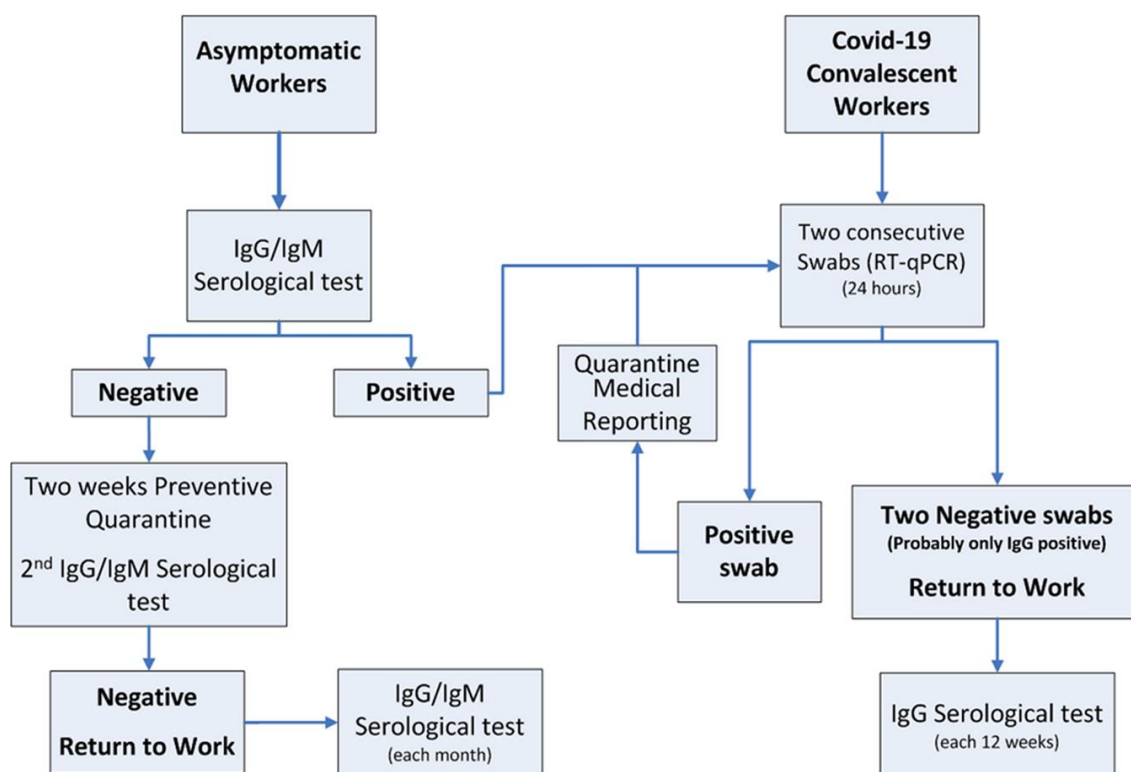 Asymptomatic
Workers
Covid-19
Convalescent
Workers
IgG/IgM
Serological test
Two consecutive
Swabs (RT-qPCR)
(24 hours)
Negative
Positive
Quarantine
Medical
Reporting
Two weeks Preventive
Quarantine
2nd IgG/IgM Serological
test
Positive
swab
Two Negative swabs
(Probably only IgG positive)
Return to Work
Negative
Return to Work
IgG/IgM
Serological test
(each month)
IgG Serological test
(each 12 weeks)